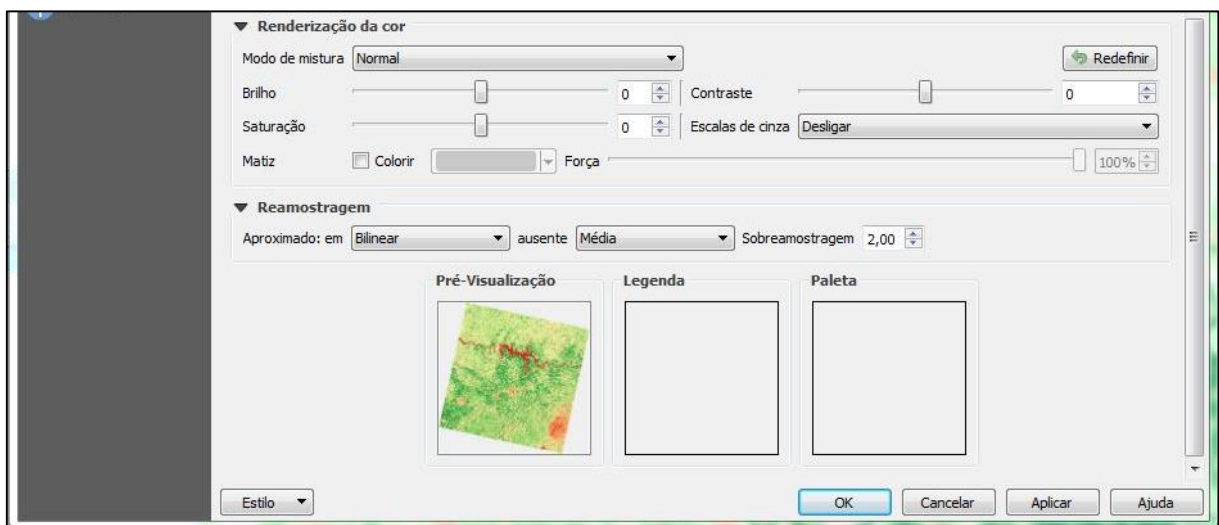 Renderização da cor
Modo de mistura Normal Redefinir
Brilho 0 Contraste 0
Saturação 0 Escalas de cinza Desligar
Matiz Colorir Força 100%
Reamostragem
Aproximado: em Bilinear ausente Média Sobreamostragem 2,00
Pré-Visualização Legenda Paleta
Estilo OK Cancelar Aplicar Ajuda